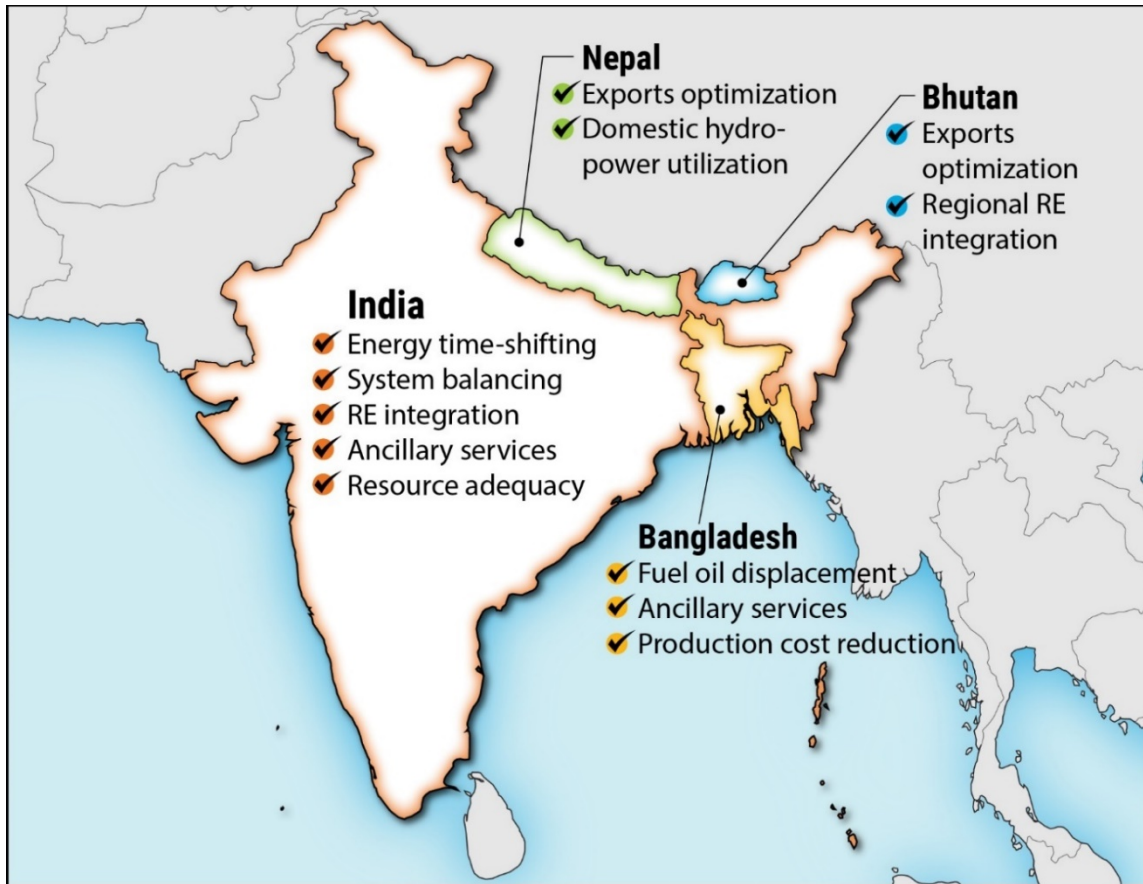 Nepal
Exports optimization
Domestic hydro-
power utilization
Bhutan
Exports
optimization
Regional RE
integration
India
Energy time-shifting
System balancing
RE integration
Ancillary services
Resource adequacy
Bangladesh
Fuel oil displacement
Ancillary services
Production cost reduction